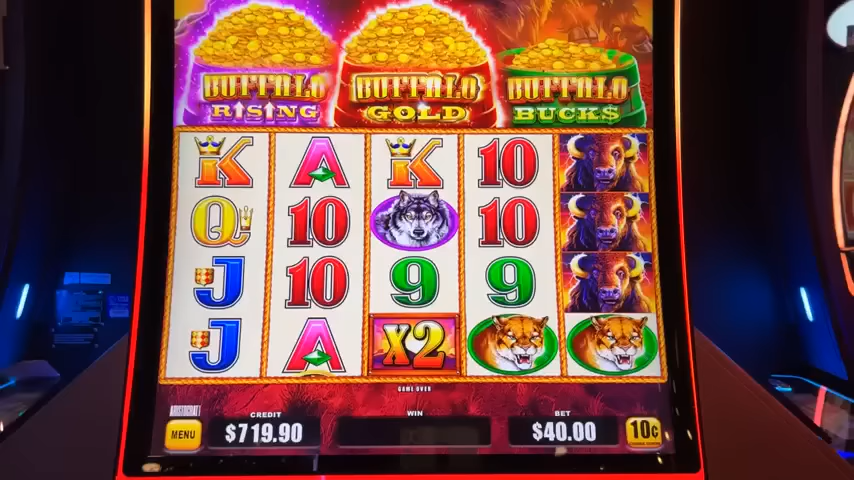 BUFFALO RISING
BUFFALO GOLD
BUFFALO BUCKS
K A K 10
Q 10 10
J 10 9 9
J A X2
GAME OVER
CREDIT WIN BET
MENU $719.90 $40.00 10¢